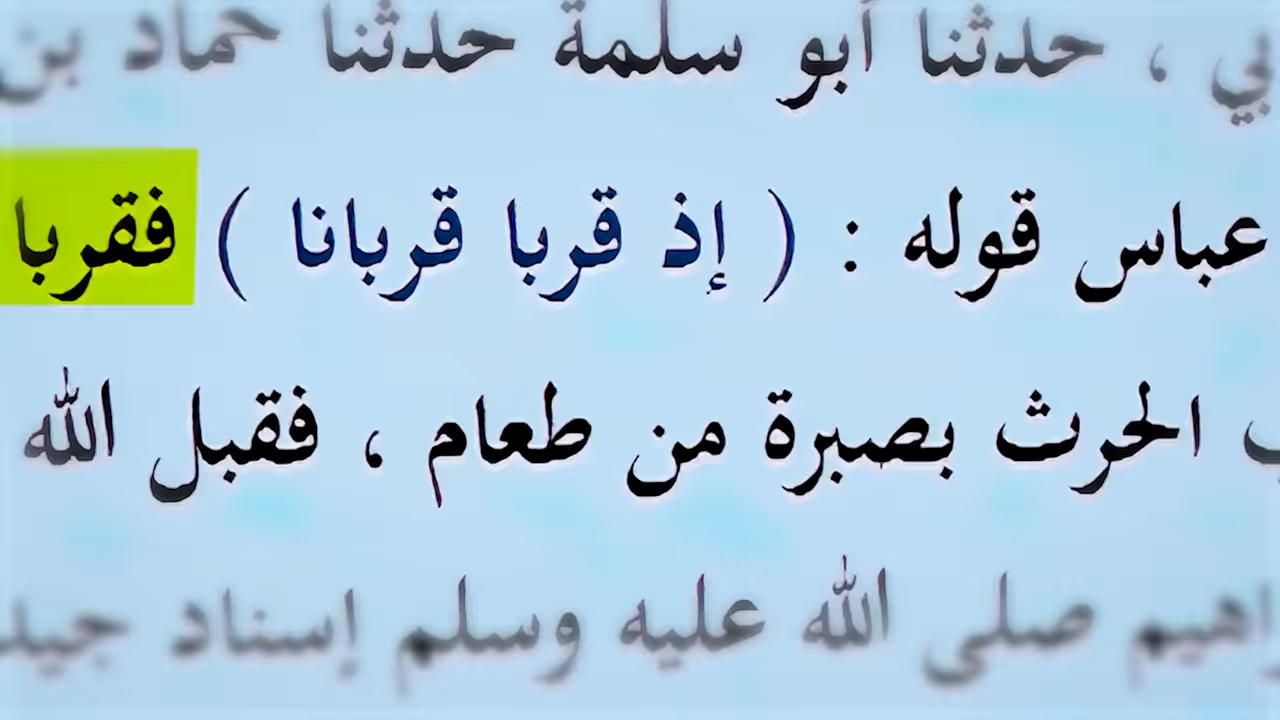 حدثنا أبو سلمة حدثنا حماد بن
عباس قوله : ( إذ قربا قربانا ) فقربا
الحرث بصبرة من طعام ، فقبل الله
صلى الله عليه وسلم إسناد